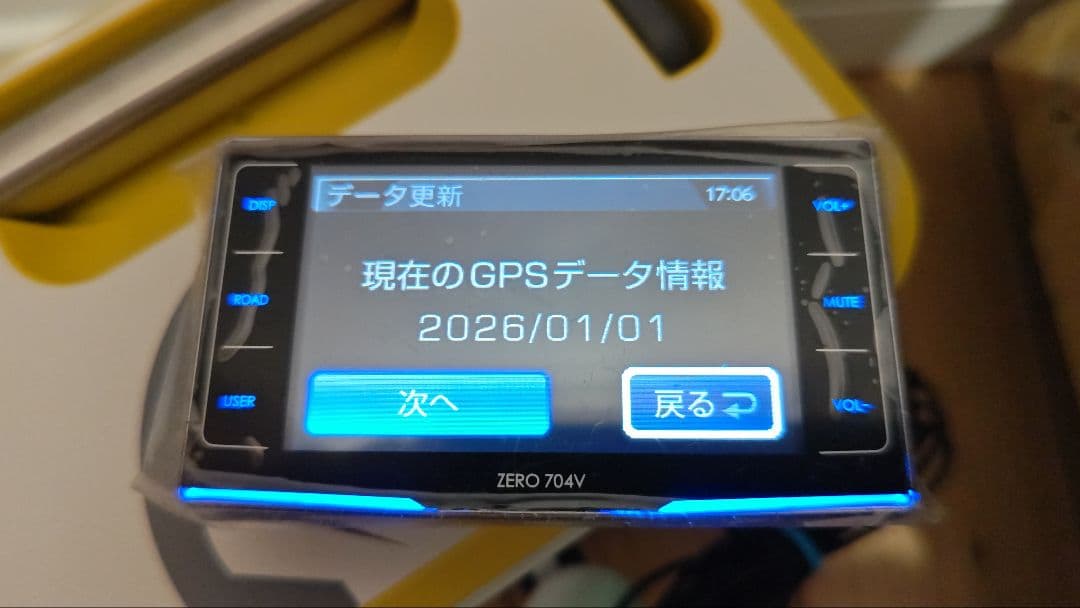 データ更新 17:06
DISP
VOL+
現在のGPSデータ情報
ROAD
MUTE
2026/01/01
USER
次へ
戻る
VOL-
ZERO 704V